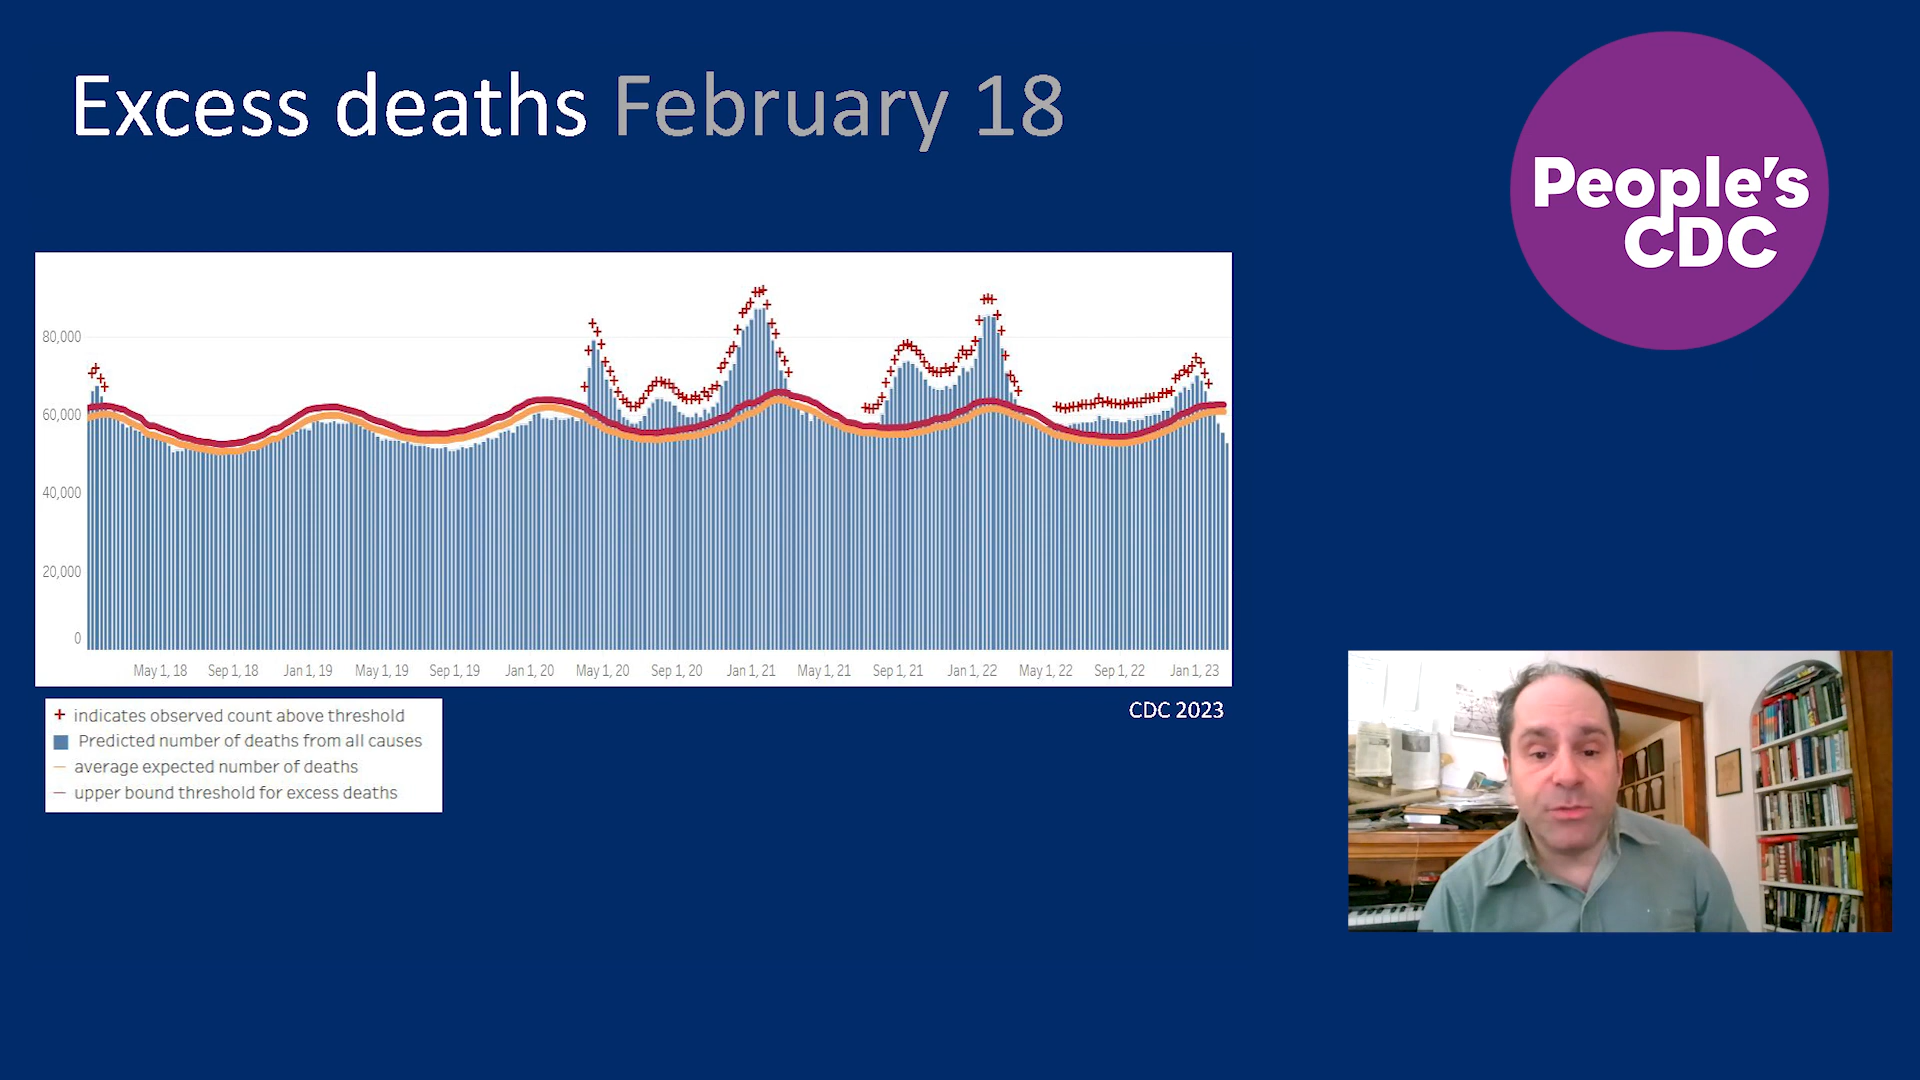 Excess deaths February 18
People's
CDC
80,000
60,000
40,000
20,000
0
May 1, 18 Sep 1, 18 Jan 1, 19 May 1, 19 Sep 1, 19 Jan 1, 20 May 1, 20 Sep 1, 20 Jan 1, 21 May 1, 21 Sep 1, 21 Jan 1, 22 May 1, 22 Sep 1, 22 Jan 1, 23
CDC 2023
+ indicates observed count above threshold
Predicted number of deaths from all causes
average expected number of deaths
upper bound threshold for excess deaths